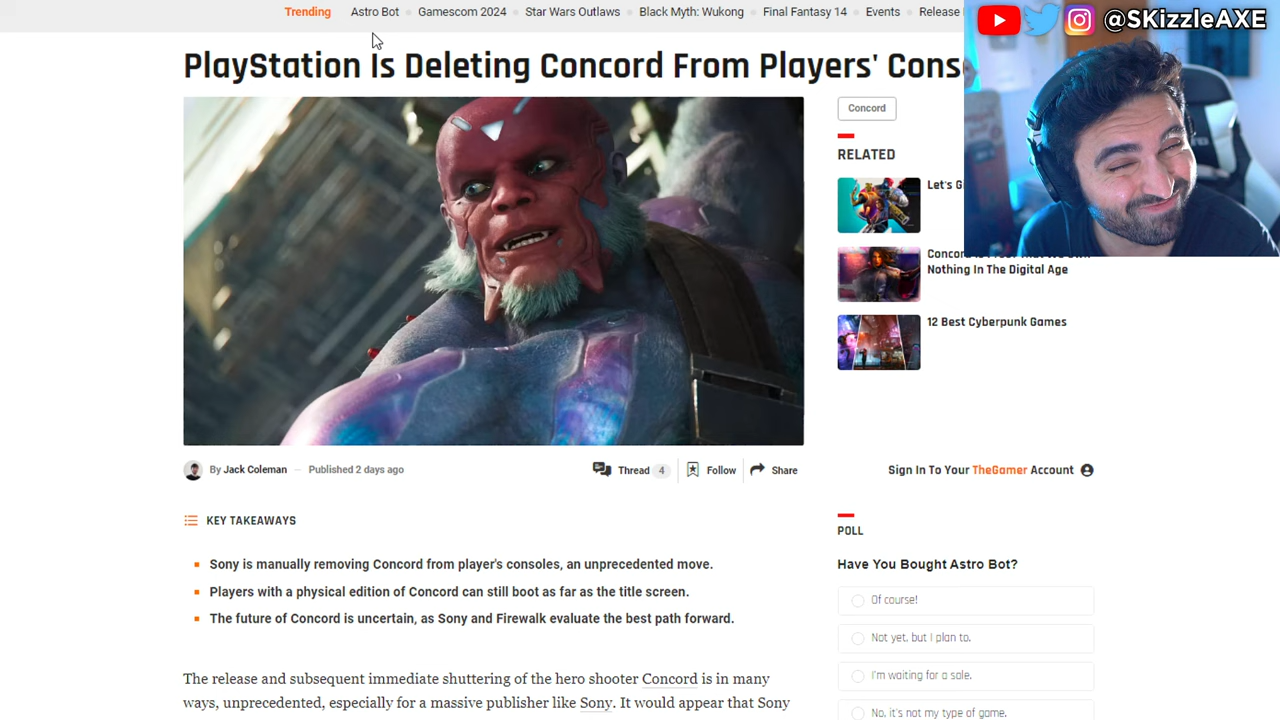 Trending Astro Bot Gamescom 2024 Star Wars Outlaws Black Myth: Wukong Final Fantasy 14 Events Release
@SKizzleAXE
PlayStation Is Deleting Concord From Players'
Concord
RELATED
Let's
Nothing In The Digital Age
12 Best Cyberpunk Games
By Jack Coleman — Published 2 days ago
Thread 4 Follow Share
Sign In To Your TheGamer Account
KEY TAKEAWAYS
Sony is manually removing Concord from player's consoles, an unprecedented move.
Players with a physical edition of Concord can still boot as far as the title screen.
The future of Concord is uncertain, as Sony and Firewalk evaluate the best path forward.
The release and subsequent immediate shuttering of the hero shooter Concord is in many
ways, unprecedented, especially for a massive publisher like Sony. It would appear that Sony
POLL
Have You Bought Astro Bot?
Of course!
Not yet, but I plan to.
I'm waiting for a sale.
No, it's not my type of game.